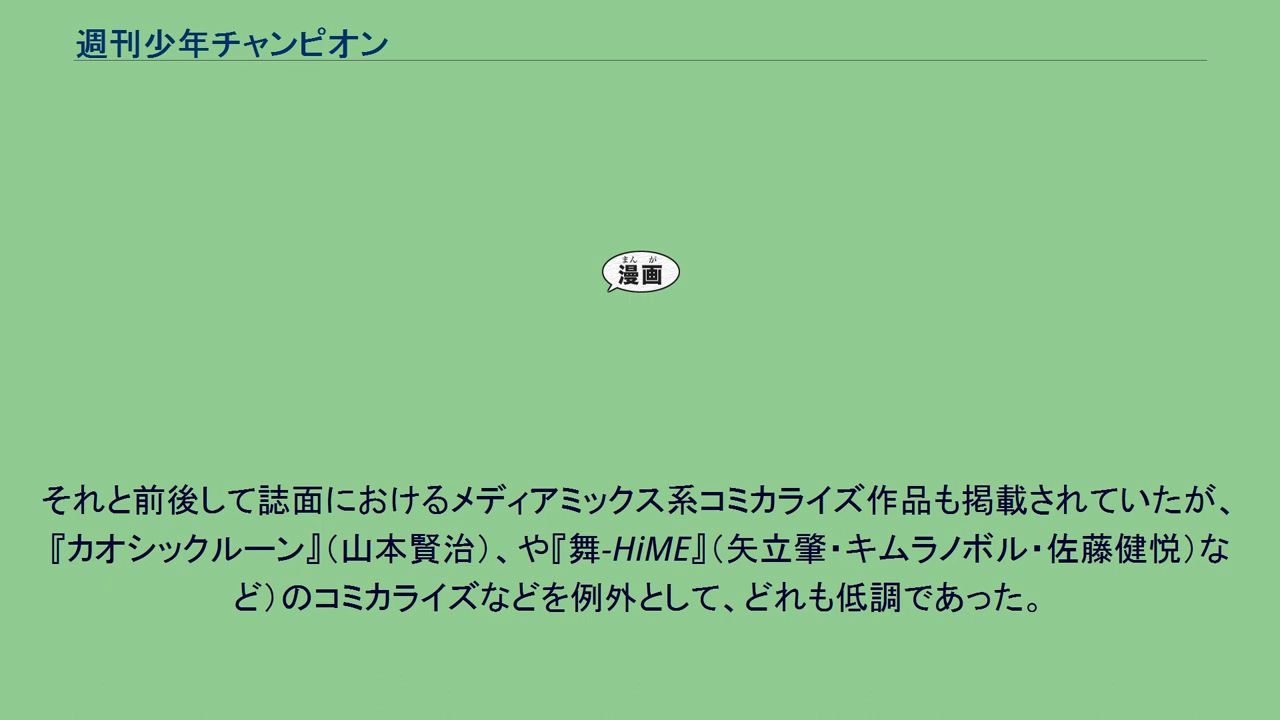 週刊少年チャンピオン
まんが
漫画
それと前後して誌面におけるメディアミックス系コミカライズ作品も掲載されていたが、
『カオシックルーン』（山本賢治）、や『舞-HiME』（矢立肇・キムラノボル・佐藤健悦）な
ど）のコミカライズなどを例外として、どれも低調であった。